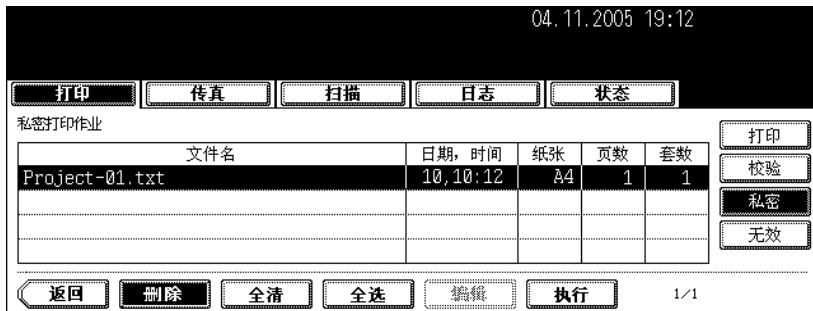 04.11.2005 19:12
打印 传真 扫描 日志 状态
私密打印作业
打印
文件名 日期，时间 纸张 页数 套数
校验
Project-01.txt 10,10:12 A4 1 1
私密
无效
返回 删除 全清 全选 编辑 执行 1/1